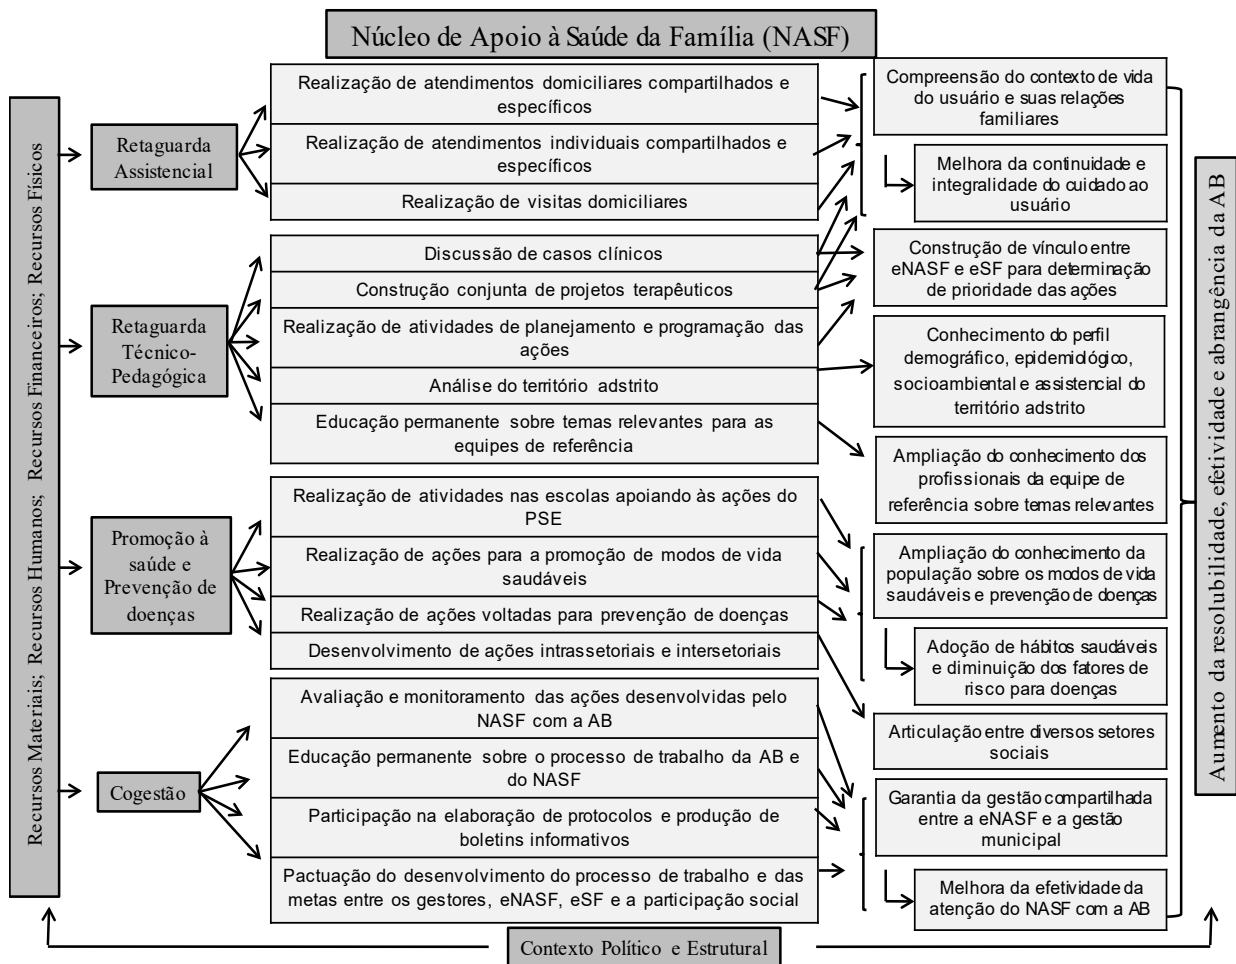 Núcleo de Apoio à Saúde da Família (NASF)
Recursos Materiais; Recursos Humanos; Recursos Financeiros; Recursos Físicos
Retaguarda
Assistencial
Realização de atendimentos domiciliares compartilhados e
específicos
Realização de atendimentos individuais compartilhados e
específicos
Realização de visitas domiciliares
Retaguarda
Técnico-
Pedagógica
Discussão de casos clínicos
Construção conjunta de projetos terapêuticos
Realização de atividades de planejamento e programação das
ações
Análise do território adstrito
Educação permanente sobre temas relevantes para as
equipes de referência
Promoção à
saúde e
Prevenção de
doenças
Realização de atividades nas escolas apoiando às ações do
PSE
Realização de ações para a promoção de modos de vida
saudáveis
Realização de ações voltadas para prevenção de doenças
Desenvolvimento de ações intrassetoriais e intersetoriais
Cogestão
Avaliação e monitoramento das ações desenvolvidas pelo
NASF com a AB
Educação permanente sobre o processo de trabalho da AB e
do NASF
Participação na elaboração de protocolos e produção de
boletins informativos
Pactuação do desenvolvimento do processo de trabalho e das
metas entre os gestores, eNASF, eSF e a participação social
Compreensão do contexto de vida
do usuário e suas relações
familiares
Melhora da continuidade e
integralidade do cuidado ao
usuário
Construção de vínculo entre
eNASF e eSF para determinação
de prioridade das ações
Conhecimento do perfil
demográfico, epidemiológico,
socioambiental e assistencial do
território adstrito
Ampliação do conhecimento dos
profissionais da equipe de
referência sobre temas relevantes
Ampliação do conhecimento da
população sobre os modos de vida
saudáveis e prevenção de doenças
Adoção de hábitos saudáveis
e diminuição dos fatores de
risco para doenças
Articulação entre diversos setores
sociais
Garantia da gestão compartilhada
entre a eNASF e a gestão
municipal
Melhora da efetividade da
atenção do NASF com a AB
Aumento da resolubilidade, efetividade e abrangência da AB
Contexto Político e Estrutural